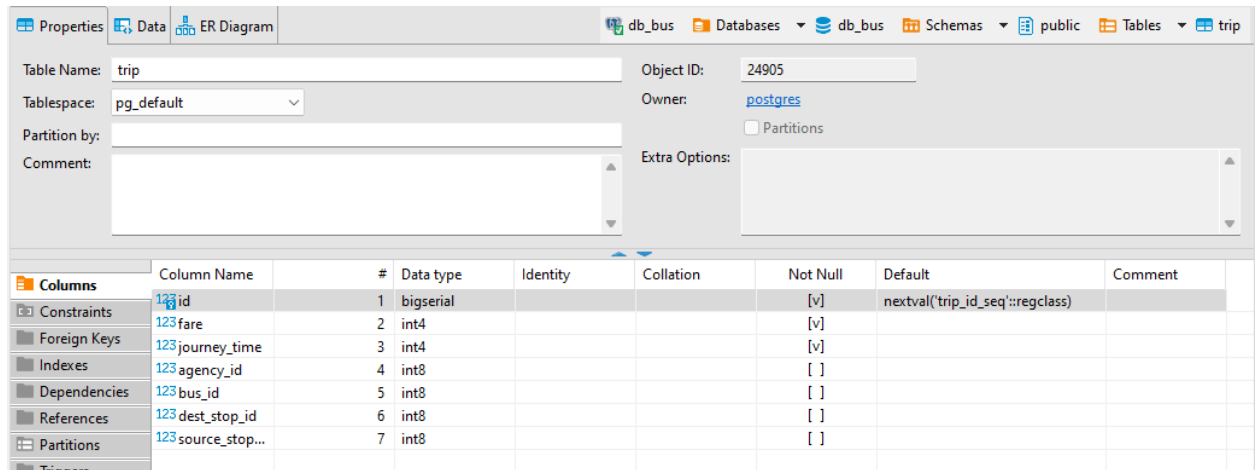 Properties Data ER Diagram db_bus Databases db_bus Schemas public Tables trip
Table Name: trip Object ID: 24905
Tablespace: pg_default Owner: postgres
Partition by: Partitions
Comment: Extra Options:
Column Name # Data type Identity Collation Not Null Default Comment
Columns
123 id 1 bigserial [v] nextval('trip_id_seq'::regclass)
Constraints
123 fare 2 int4 [v]
Foreign Keys
123 journey_time 3 int4 [v]
Indexes
123 agency_id 4 int8 [ ]
Dependencies
123 bus_id 5 int8 [ ]
References
123 dest_stop_id 6 int8 [ ]
Partitions
123 source_stop... 7 int8 [ ]
Triggers